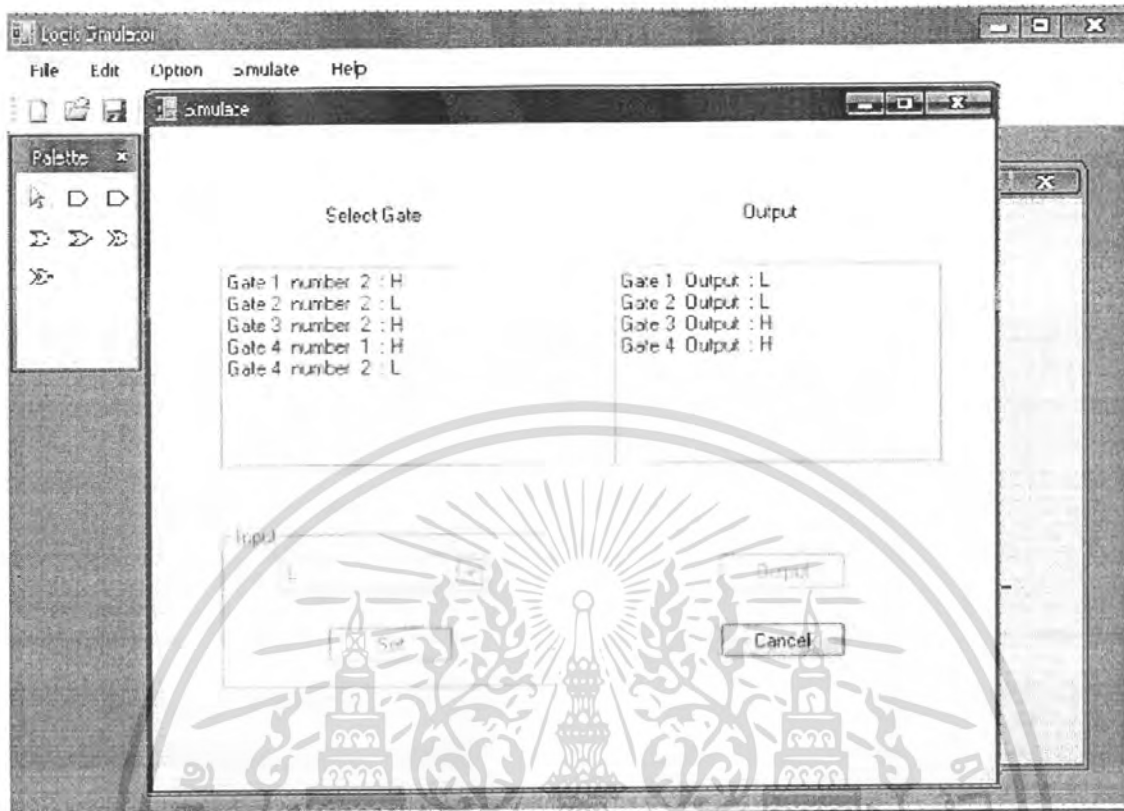 Logic Simulator
File Edit Option Simulate Help
Simulate
Palette
Select Gate
Output
Gate 1 number 2 : H
Gate 2 number 2 : L
Gate 3 number 2 : H
Gate 4 number 1 : H
Gate 4 number 2 : L
Gate 1 Output : L
Gate 2 Output : L
Gate 3 Output : H
Gate 4 Output : H
Input
L
Output
Set
Cancel